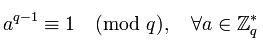 a^{q-1} ≡ 1 (mod q), ∀a ∈ ℤ_q^*